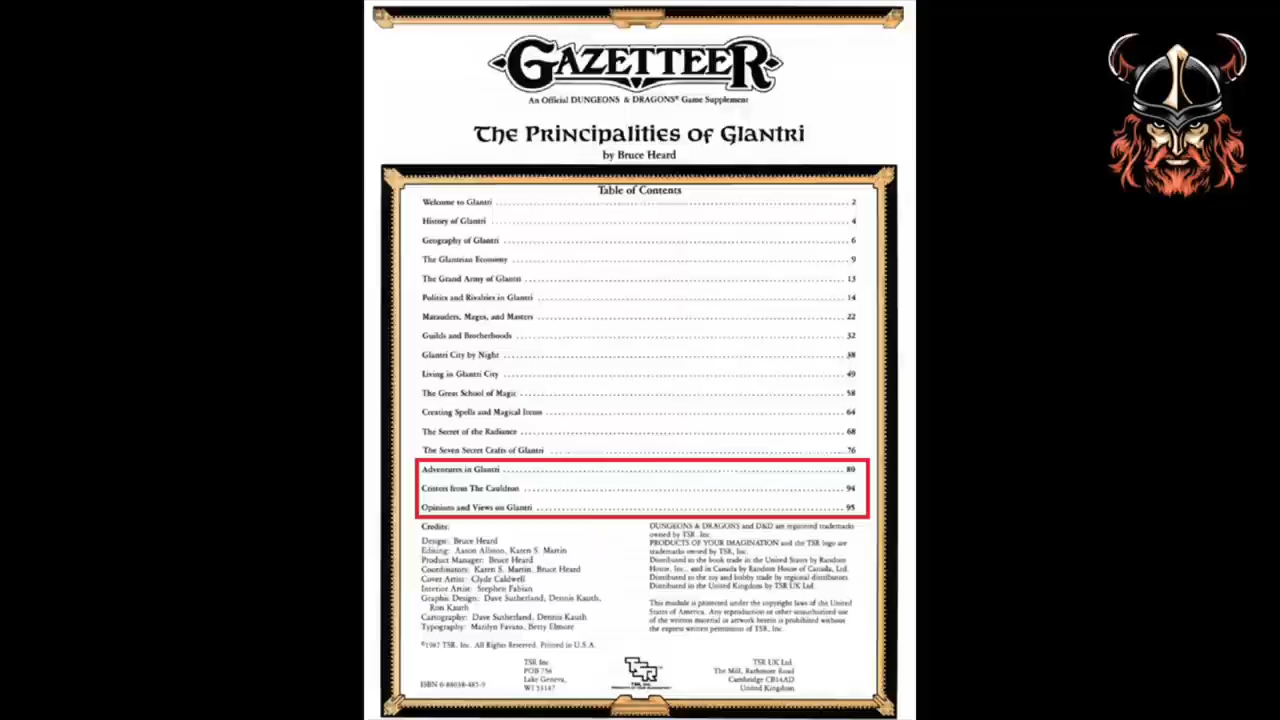 GAZETTEER
An Official DUNGEONS & DRAGONS® Game Supplement
The Principalities of Glantri
by Bruce Heard
Table of Contents
Welcome to Glantri 2
History of Glantri 4
Geography of Glantri 6
The Glantrian Economy 9
The Grand Army of Glantri 13
Politics and Rivalries in Glantri 14
Marauders, Mages, and Masters 22
Guilds and Brotherhoods 32
Glantri City by Night 38
Living in Glantri City 49
The Great School of Magic 58
Creating Spells and Magical Items 64
The Secret of the Radiance 68
The Seven Secret Crafts of Glantri 76
Adventures in Glantri 80
Critters from The Cauldron 94
Opinions and Views on Glantri 95
Credits:
Design: Bruce Heard
Editing: Aaron Allston, Karen S. Martin
Product Manager: Bruce Heard
Coordinators: Karen S. Martin, Bruce Heard
Cover Artist: Clyde Caldwell
Interior Artist: Stephen Fabian
Graphic Design: Dave Sutherland, Dennis Kauth,
Ron Kauth
Cartography: Dave Sutherland, Dennis Kauth
Typography: Marilyn Favaro, Betty Elmore
©1987 TSR, Inc. All Rights Reserved. Printed in U.S.A.
DUNGEONS & DRAGONS and D&D are registered trademarks
owned by TSR, Inc.
PRODUCTS OF YOUR IMAGINATION and the TSR logo are
trademarks owned by TSR, Inc.
Distributed to the book trade in the United States by Random
House, Inc., and in Canada by Random House of Canada, Ltd.
Distributed to the toy and hobby trade by regional distributors.
Distributed in the United Kingdom by TSR UK Ltd.
This module is protected under the copyright laws of the United
States of America. Any reproduction or other unauthorized use
of the written material or artwork herein is prohibited without
the express written permission of TSR, Inc.
ISBN 0-88038-485-9
TSR Inc
POB 756
Lake Geneva,
WI 53147
TSR
TSR, Inc.
PRODUCTS OF YOUR IMAGINATION
TSR UK Ltd.
The Mill, Rathmore Road
Cambridge CB14AD
United Kingdom